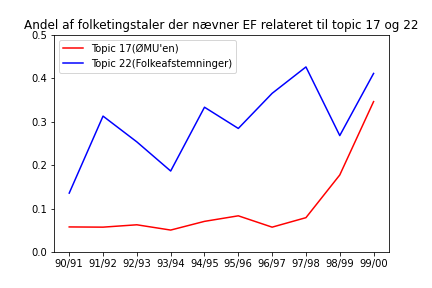 Andel af folketingstaler der nævner EF relateret til topic 17 og 22
Topic 17(ØMU'en)
Topic 22(Folkeafstemninger)
0.5
0.4
0.3
0.2
0.1
0.0
90/91 91/92 92/93 93/94 94/95 95/96 96/97 97/98 98/99 99/00